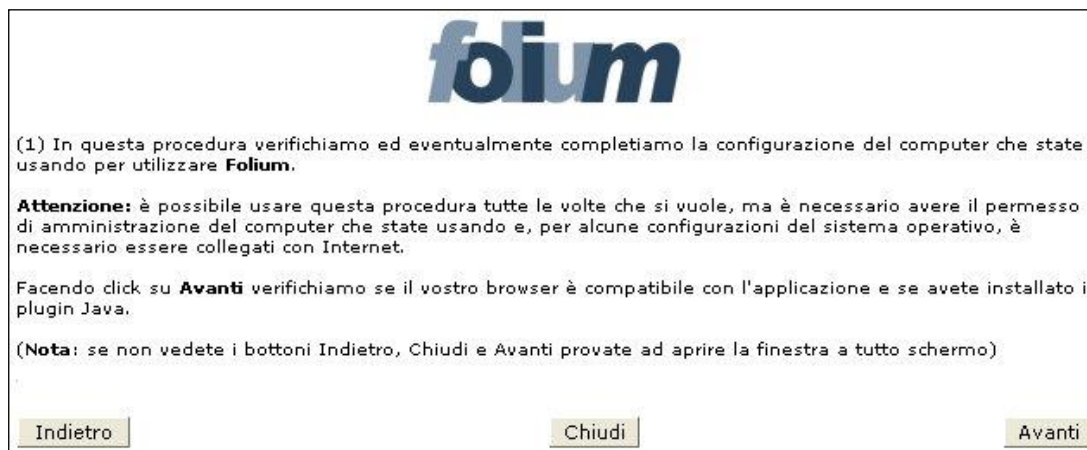 folium
(1) In questa procedura verifichiamo ed eventualmente completiamo la configurazione del computer che state
usando per utilizzare Folium.
Attenzione: è possibile usare questa procedura tutte le volte che si vuole, ma è necessario avere il permesso
di amministrazione del computer che state usando e, per alcune configurazioni del sistema operativo, è
necessario essere collegati con Internet.
Facendo click su Avanti verifichiamo se il vostro browser è compatibile con l'applicazione e se avete installato i
plugin Java.
(Nota: se non vedete i bottoni Indietro, Chiudi e Avanti provate ad aprire la finestra a tutto schermo)
Indietro Chiudi Avanti